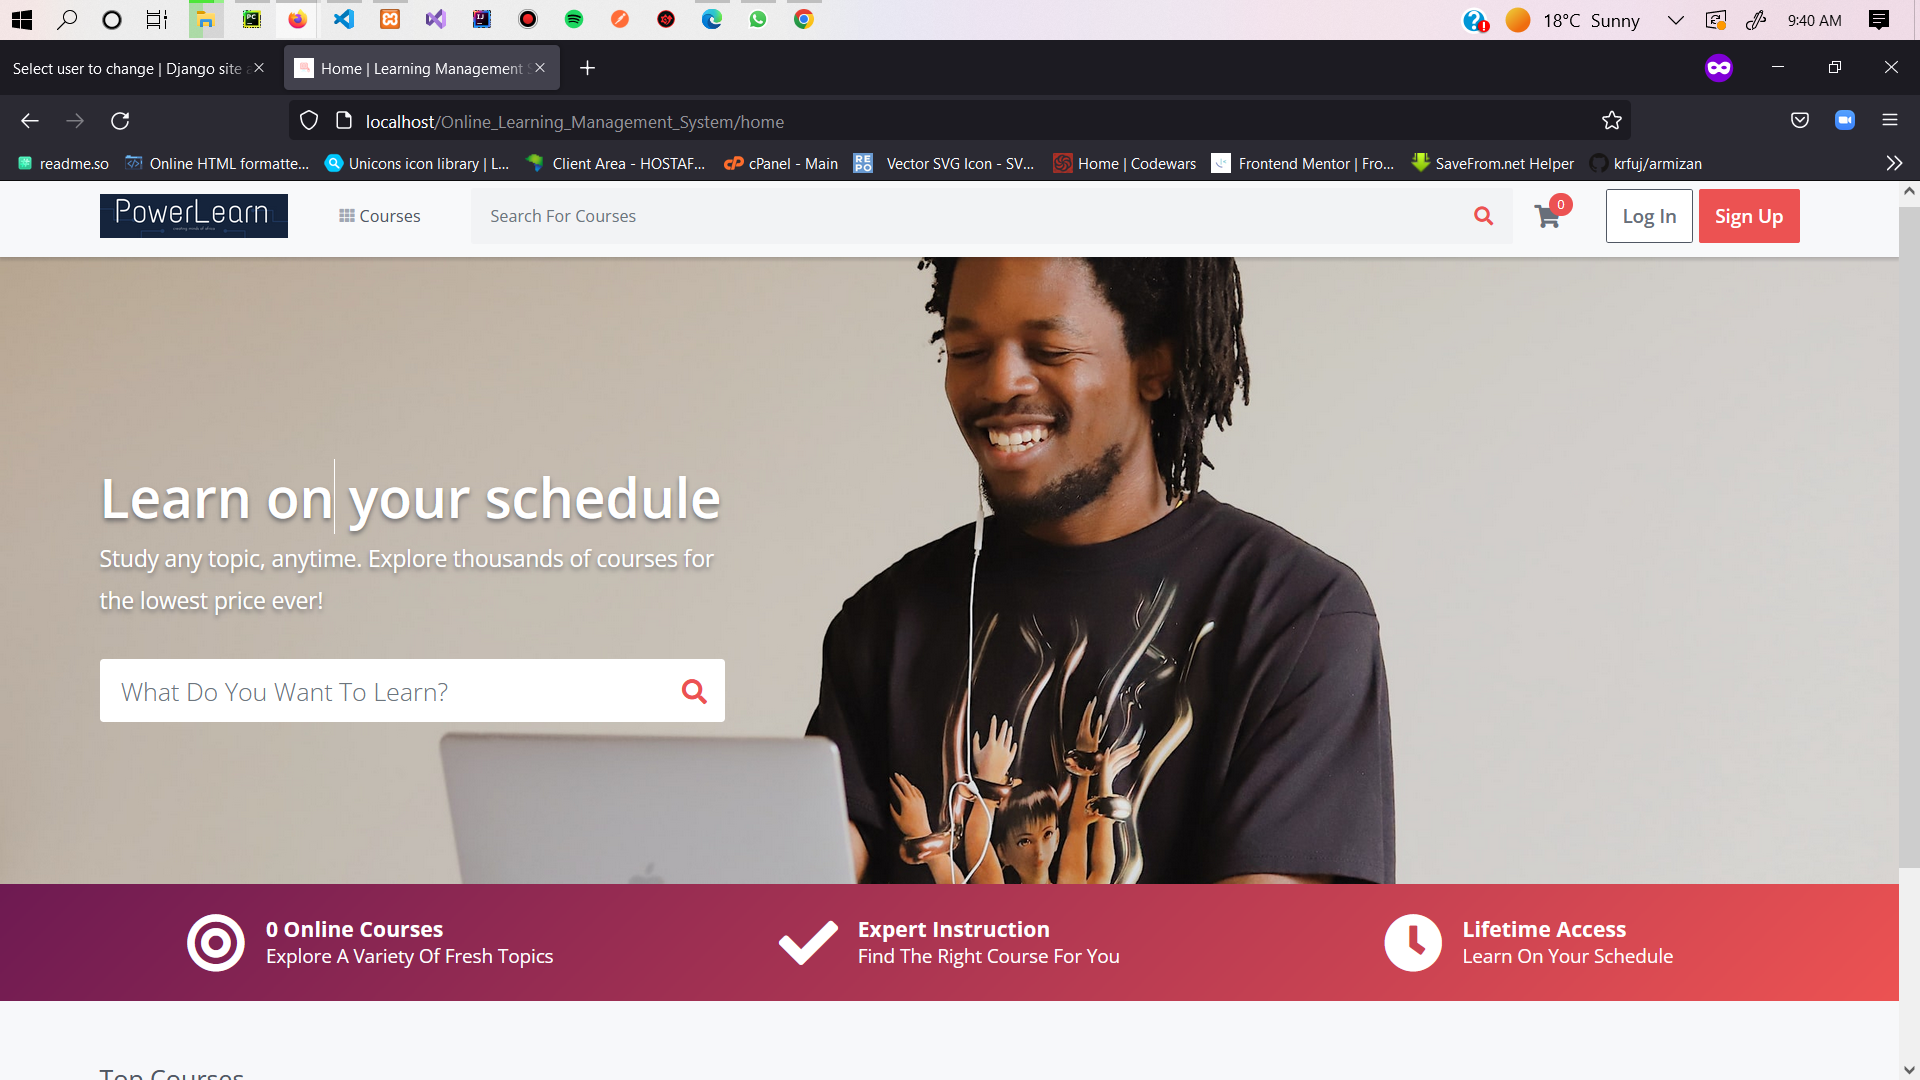 18°C Sunny
9:40 AM
Select user to change | Django site a
Home | Learning Management S
localhost/Online_Learning_Management_System/home
readme.so
Online HTML formatte...
Unicons icon library | L...
Client Area - HOSTAF...
cPanel - Main
REPO
Vector SVG Icon - SV...
Home | Codewars
Frontend Mentor | Fro...
SaveFrom.net Helper
krfuj/armizan
PowerLearn
Courses
Search For Courses
0
Log In
Sign Up
Learn on your schedule
Study any topic, anytime. Explore thousands of courses for
the lowest price ever!
What Do You Want To Learn?
0 Online Courses
Explore A Variety Of Fresh Topics
Expert Instruction
Find The Right Course For You
Lifetime Access
Learn On Your Schedule
Top Courses